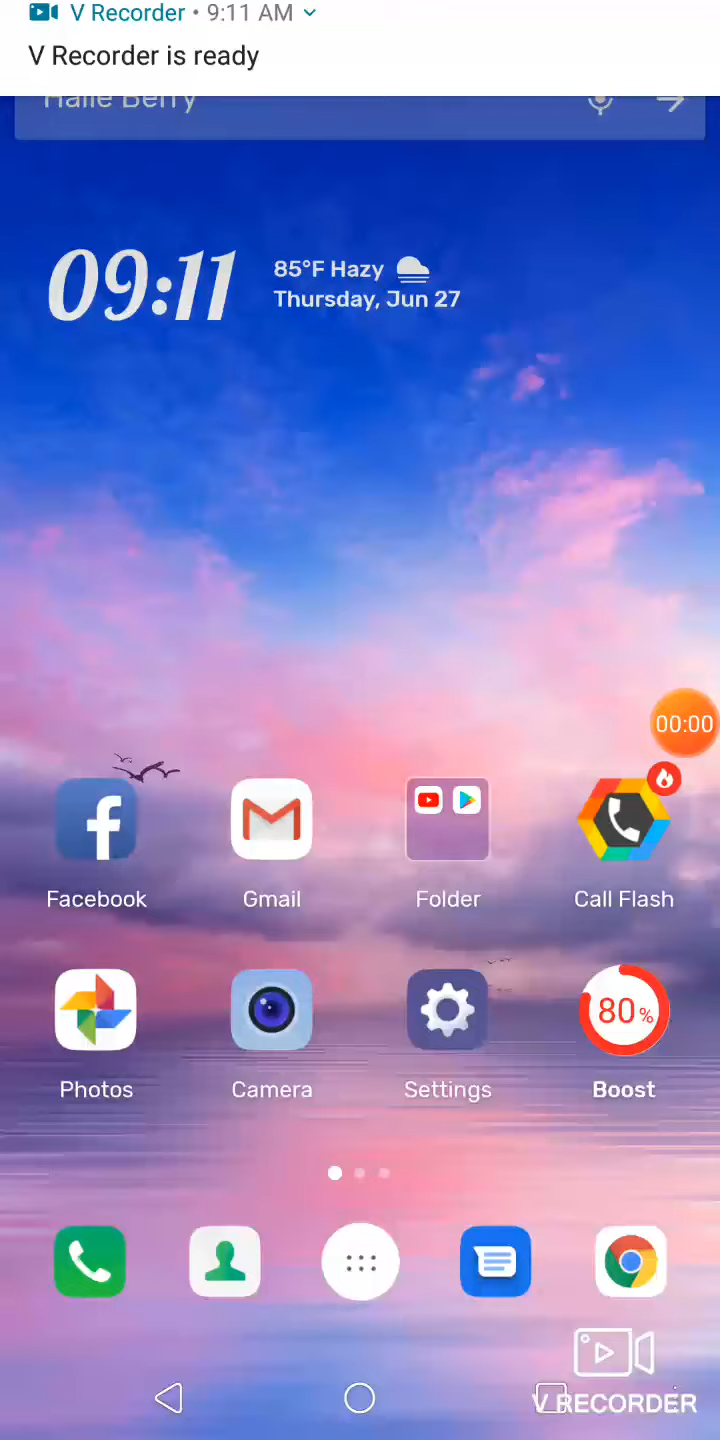 V Recorder • 9:11 AM
V Recorder is ready
Halle Berry
09:11
85°F Hazy
Thursday, Jun 27
00:00
Facebook
Gmail
Folder
Call Flash
80%
Photos
Camera
Settings
Boost
V RECORDER